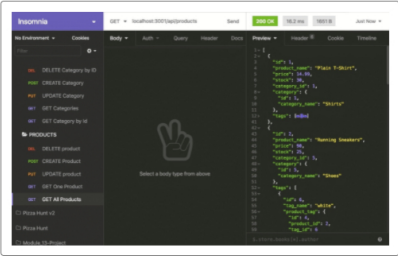 Insomnia
GET localhost:3001/api/products Send
200 OK 18.2 ms 1651 B Just Now
No Environment Cookies
Body Auth Query Header Docs
Preview Header Cookie Timeline
Filter
DEL DELETE Category by ID
POST CREATE Category
PUT UPDATE Category
GET GET Categories
GET GET Category by Id
PRODUCTS
DEL DELETE product
POST CREATE Product
PUT UPDATE product
GET GET One Product
GET GET All Products
Pizza Hunt v2
Pizza Hunt
Module 13-Project
Select a body type from above
[
{
"id": 1,
"product_name": "Plain T-Shirt",
"price": 14.99,
"stock": 14,
"category_id": 1,
"category": {
"id": 1,
"category_name": "Shirts"
},
"tags": [
},
{
"id": 2,
"product_name": "Running Sneakers",
"price": 90,
"stock": 25,
"category_id": 5,
"category": {
"id": 5,
"category_name": "Shoes"
},
"tags": [
{
"id": 6,
"tag_name": "white",
"product_tag": {
"id": 4,
"product_id": 2,
"tag_id": 6